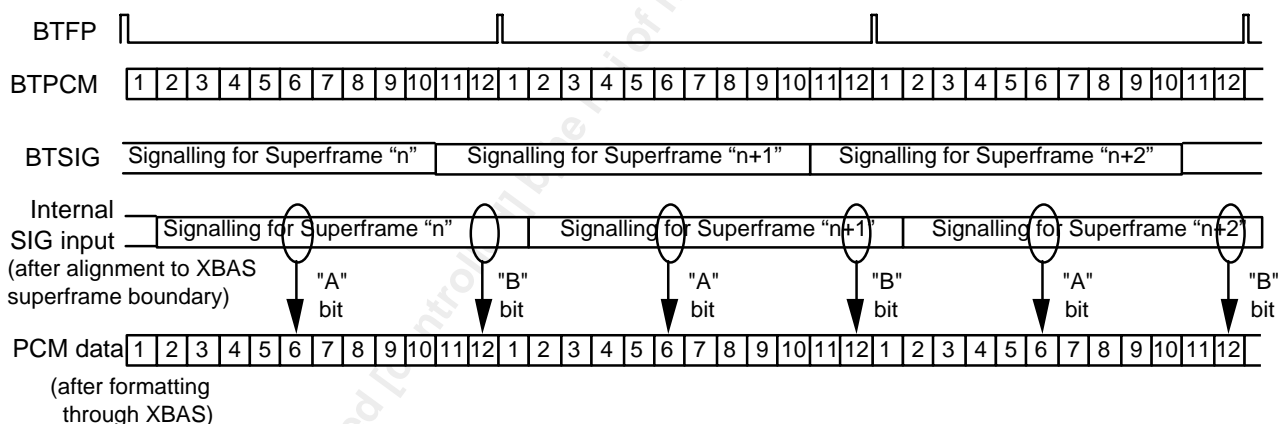 BTFP
BTPCM 1 2 3 4 5 6 7 8 9 10 11 12 1 2 3 4 5 6 7 8 9 10 11 12 1 2 3 4 5 6 7 8 9 10 11 12
BTSIG Signalling for Superframe “n” Signalling for Superframe “n+1” Signalling for Superframe “n+2”
Internal
SIG input Signalling for Superframe “n” Signalling for Superframe “n+1” Signalling for Superframe “n+2”
(after alignment to XBAS
superframe boundary)
"A" "B" "A" "B" "A" "B"
bit bit bit bit bit bit
PCM data 1 2 3 4 5 6 7 8 9 10 11 12 1 2 3 4 5 6 7 8 9 10 11 12 1 2 3 4 5 6 7 8 9 10 11 12
(after formatting
through XBAS)